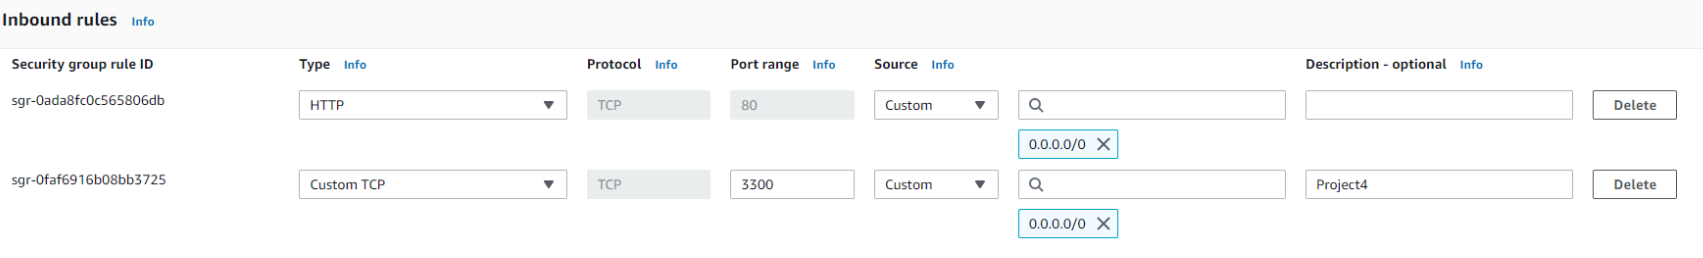 Inbound rules Info
Security group rule ID Type Info Protocol Info Port range Info Source Info Description - optional Info
sgr-0ada8fc0c565806db HTTP TCP 80 Custom Delete
0.0.0.0/0
sgr-0faf6916b08bb3725 Custom TCP TCP 3300 Custom Project4 Delete
0.0.0.0/0